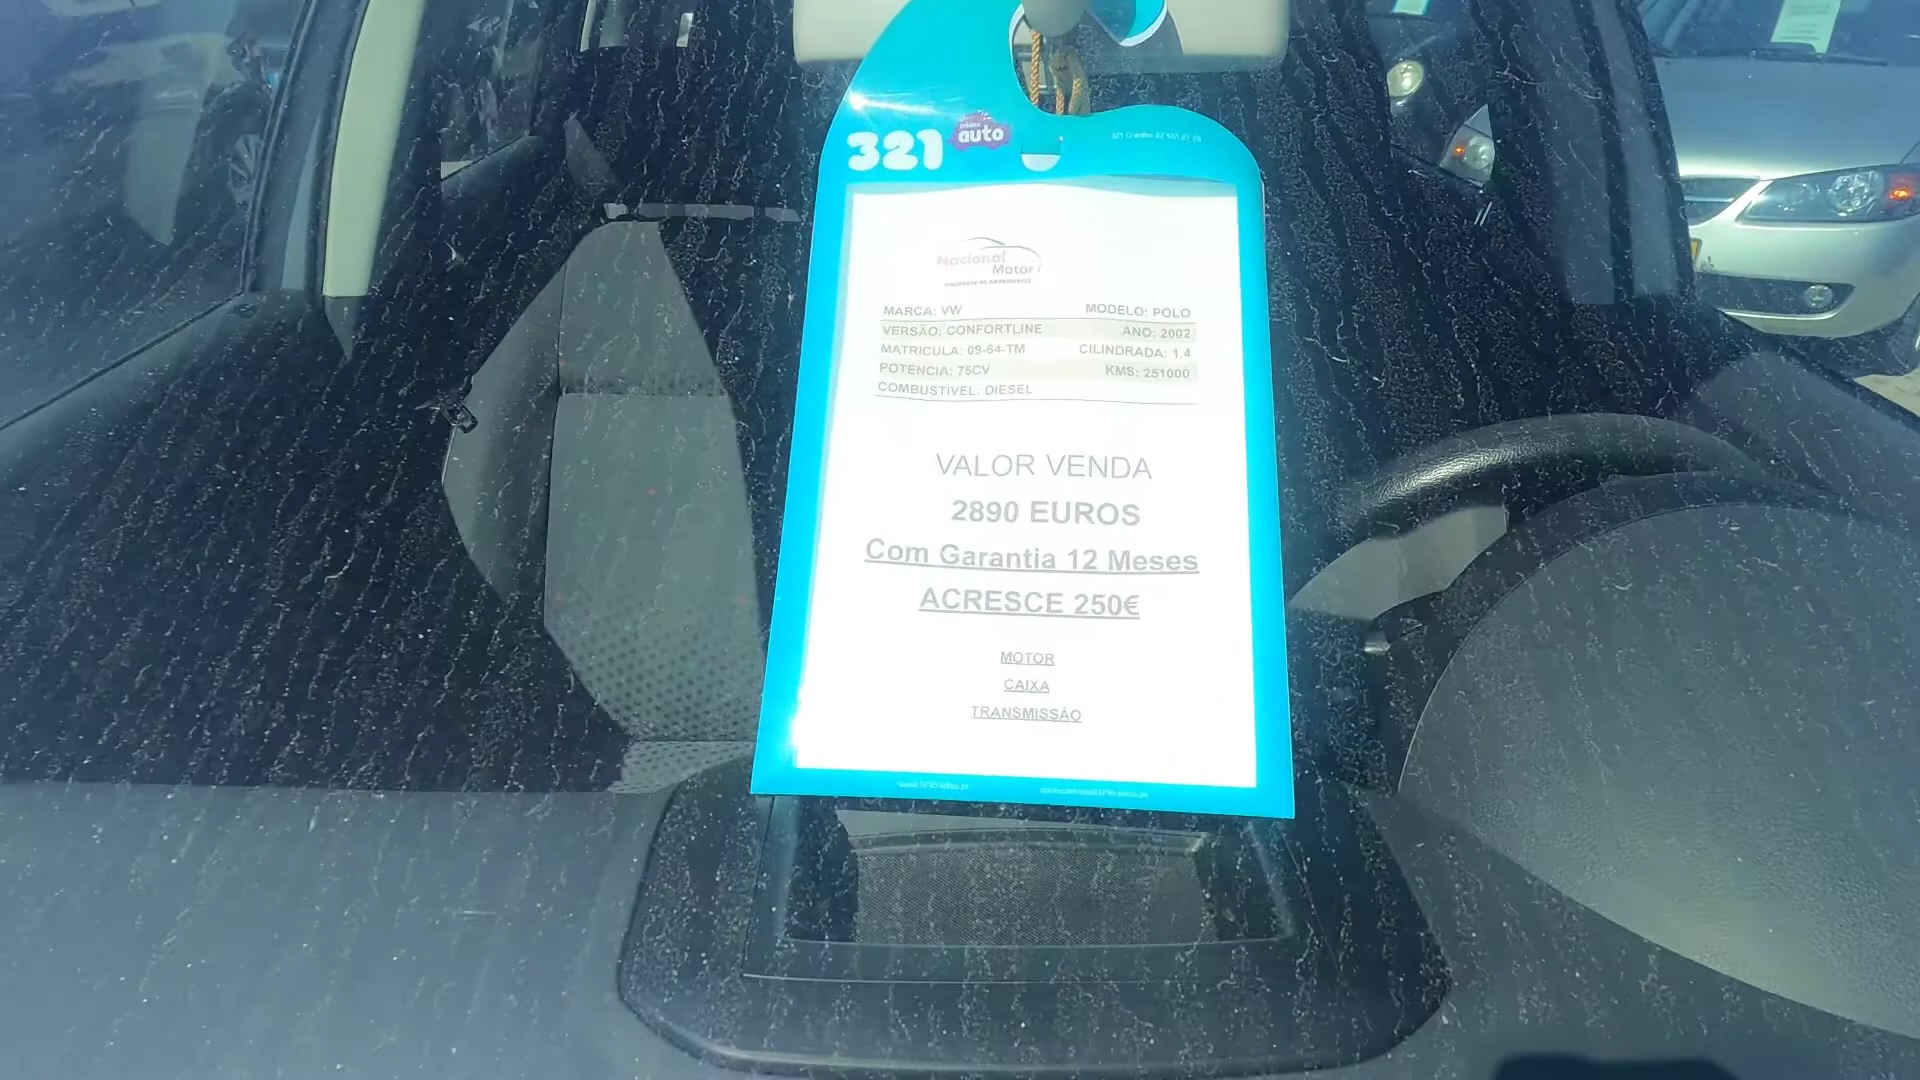 321 crédito auto
Nacional
Motor
MARCA: VW MODELO: POLO
VERSÃO: CONFORTLINE ANO: 2002
MATRICULA: 09-64-TM CILINDRADA: 1.4
POTENCIA: 75CV KMS: 251000
COMBUSTIVEL: DIESEL
VALOR VENDA
2890 EUROS
Com Garantia 12 Meses
ACRESCE 250€
MOTOR
CAIXA
TRANSMISSÃO